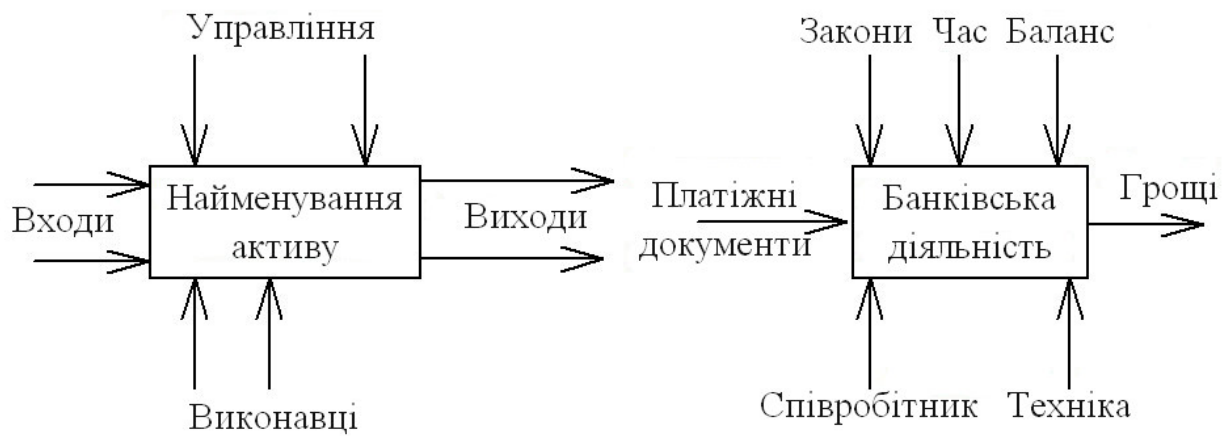 Управління
Найменування
активу
Входи
Виходи
Виконавці
Закони Час Баланс
Платіжні
документи
Банківська
діяльність
Гроші
Співробітник Техніка